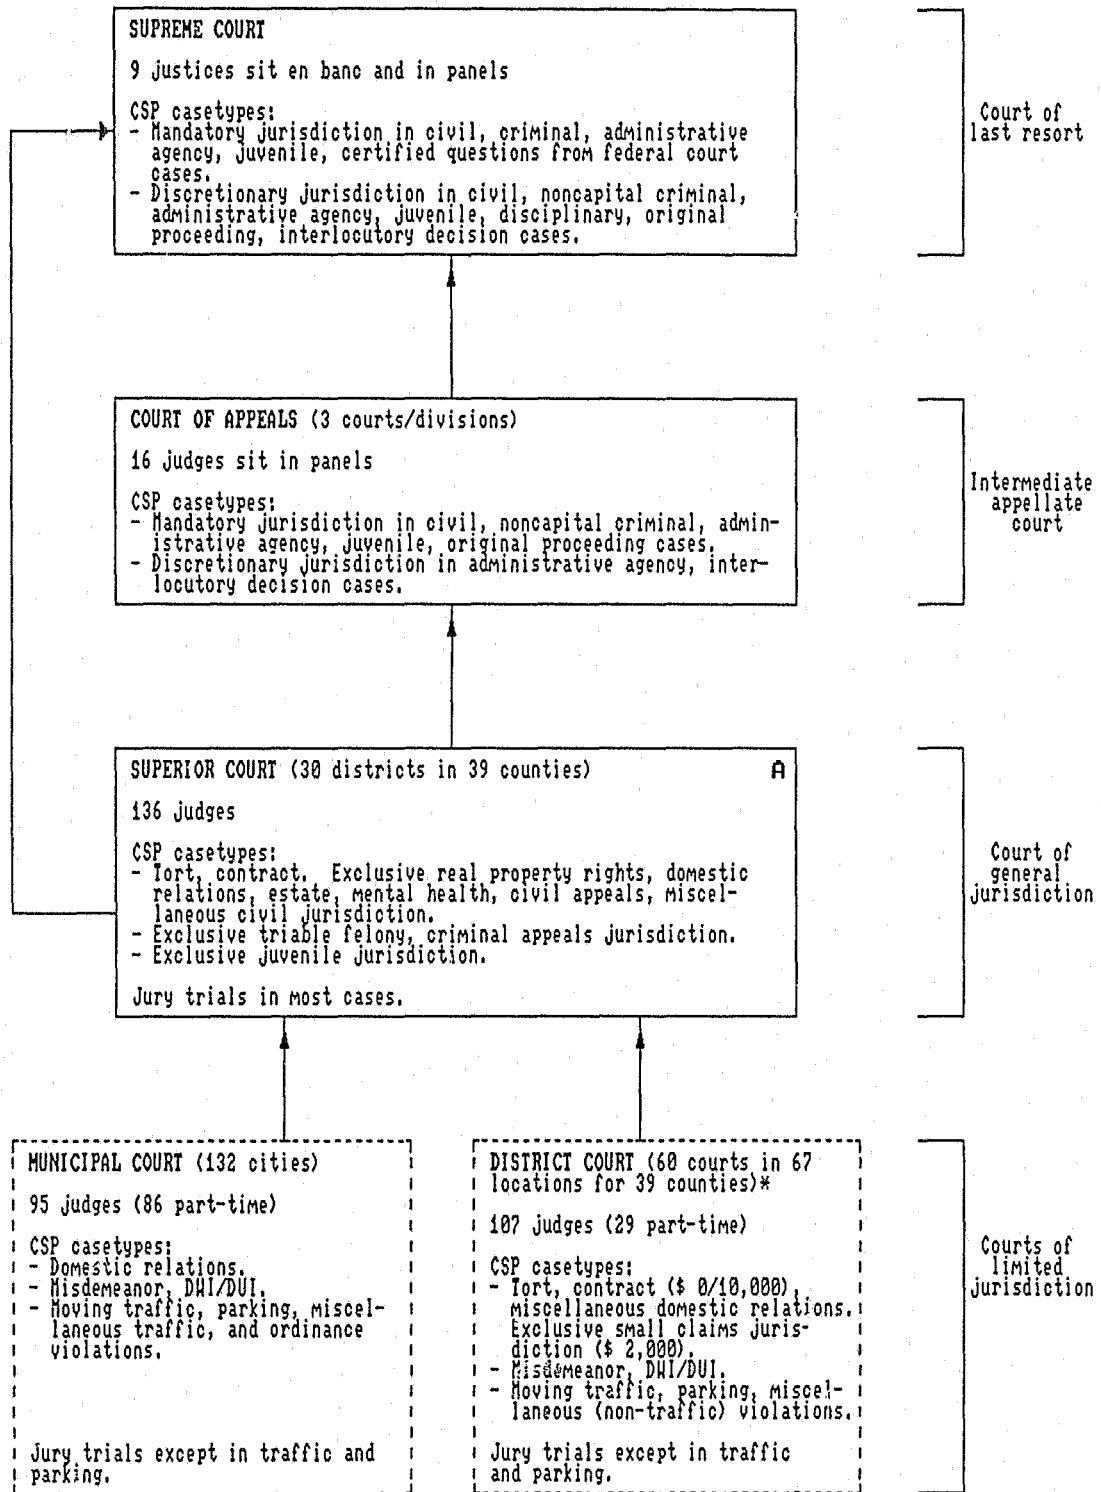 SUPREME COURT
9 justices sit en banc and in panels
CSP casetypes:
- Mandatory jurisdiction in civil, criminal, administrative
agency, juvenile, certified questions from federal court
cases.
- Discretionary jurisdiction in civil, noncapital criminal,
administrative agency, juvenile, disciplinary, original
proceeding, interlocutory decision cases.
Court of
last resort
COURT OF APPEALS (3 courts/divisions)
16 judges sit in panels
CSP casetypes:
- Mandatory jurisdiction in civil, noncapital criminal, admin-
istrative agency, juvenile, original proceeding cases.
- Discretionary jurisdiction in administrative agency, inter-
locutory decision cases.
Intermediate
appellate
court
SUPERIOR COURT (30 districts in 39 counties) A
136 judges
CSP casetypes:
- Tort, contract. Exclusive real property rights, domestic
relations, estate, mental health, civil appeals, miscel-
laneous civil jurisdiction.
- Exclusive triable felony, criminal appeals jurisdiction.
- Exclusive juvenile jurisdiction.
Jury trials in most cases.
Court of
general
jurisdiction
MUNICIPAL COURT (132 cities)
95 judges (86 part-time)
CSP casetypes:
- Domestic relations.
- Misdemeanor, DWI/DUI.
- Moving traffic, parking, miscel-
laneous traffic, and ordinance
violations.
Jury trials except in traffic and
parking.
DISTRICT COURT (60 courts in 67
locations for 39 counties)*
107 judges (29 part-time)
CSP casetypes:
- Tort, contract ($ 0/10,000),
miscellaneous domestic relations.
Exclusive small claims juris-
diction ($ 2,000).
- Misdemeanor, DWI/DUI.
- Moving traffic, parking, miscel-
laneous (non-traffic) violations.
Jury trials except in traffic
and parking.
Courts of
limited
jurisdiction